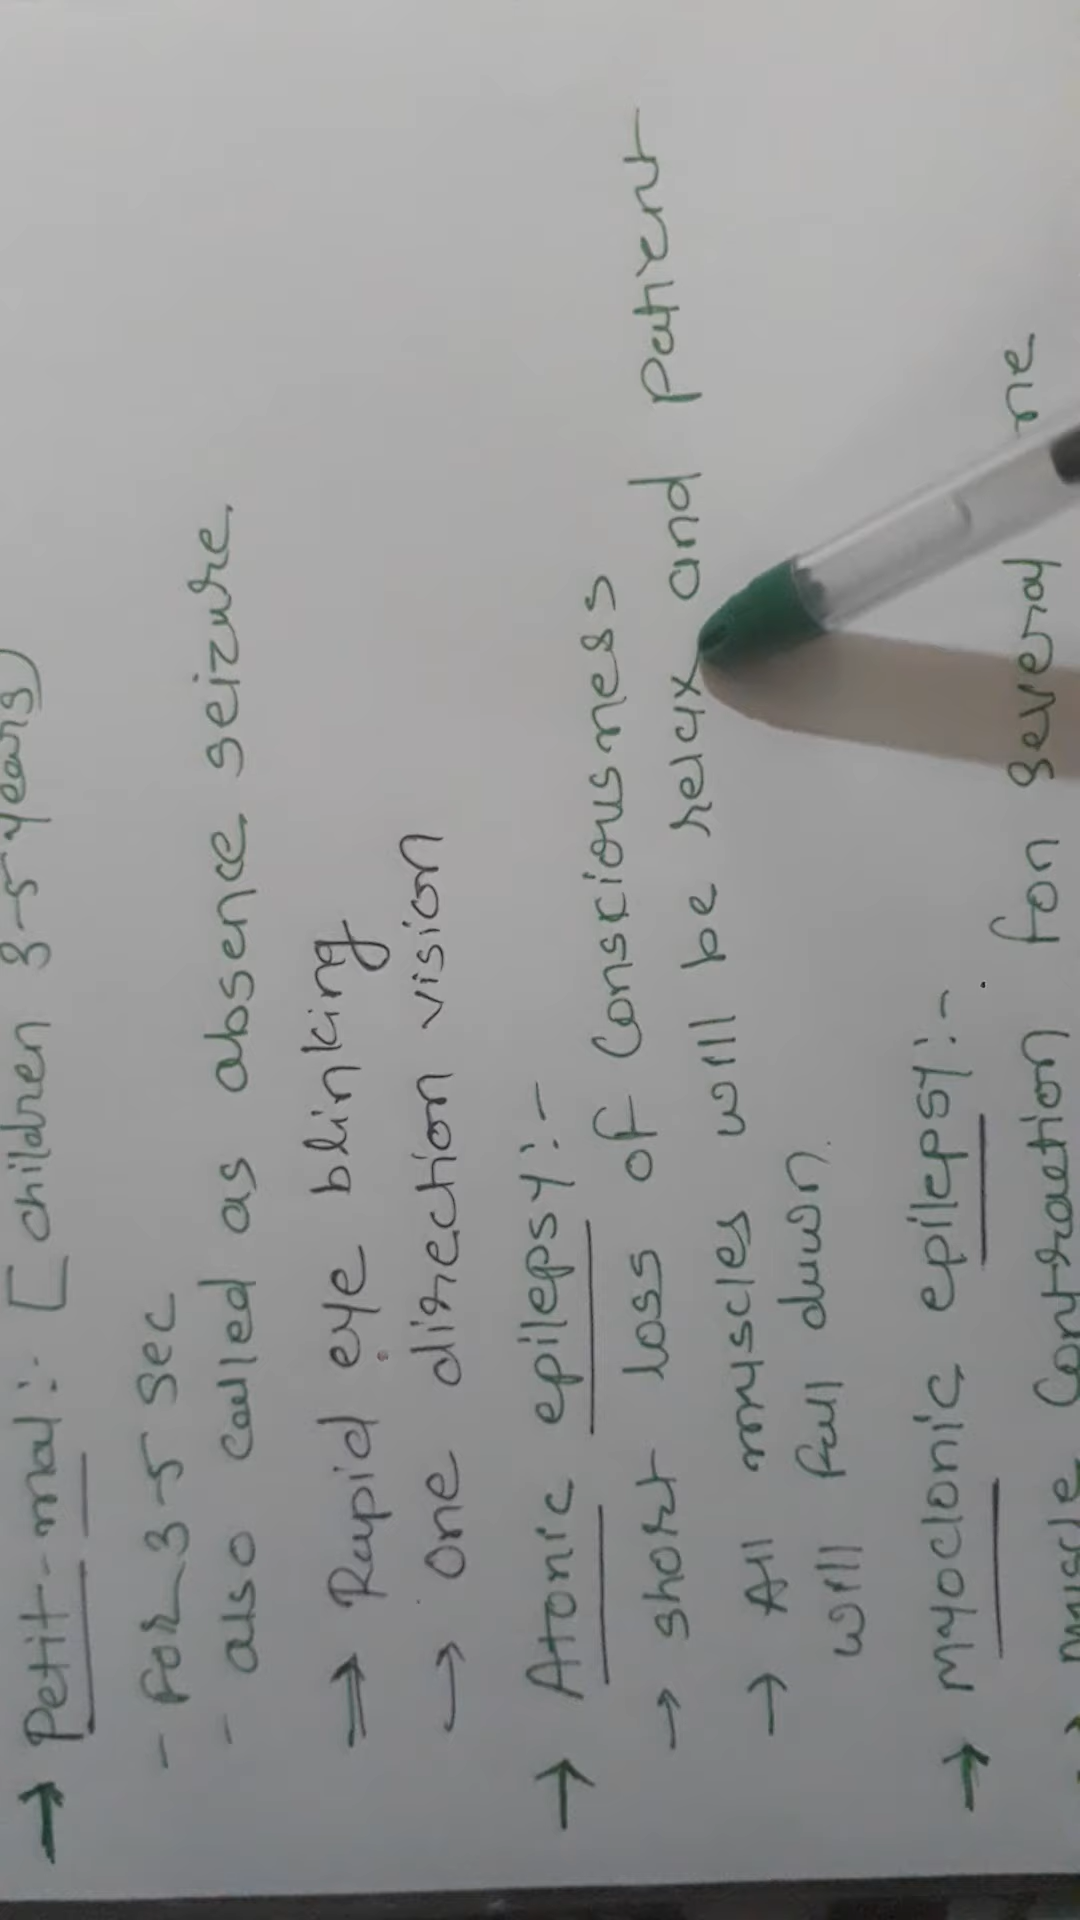 → Petit-mal:- [children 3-5 years)
- For 3-5 sec
- also called as absence seizure.
⇒ Rapid eye blinking
→ One direction vision
→ Atonic epilepsy:-
→ short loss of Consciousness
→ All muscles will be relax and patient
will fall down.
→ myoclonic epilepsy:-
Contraction for several